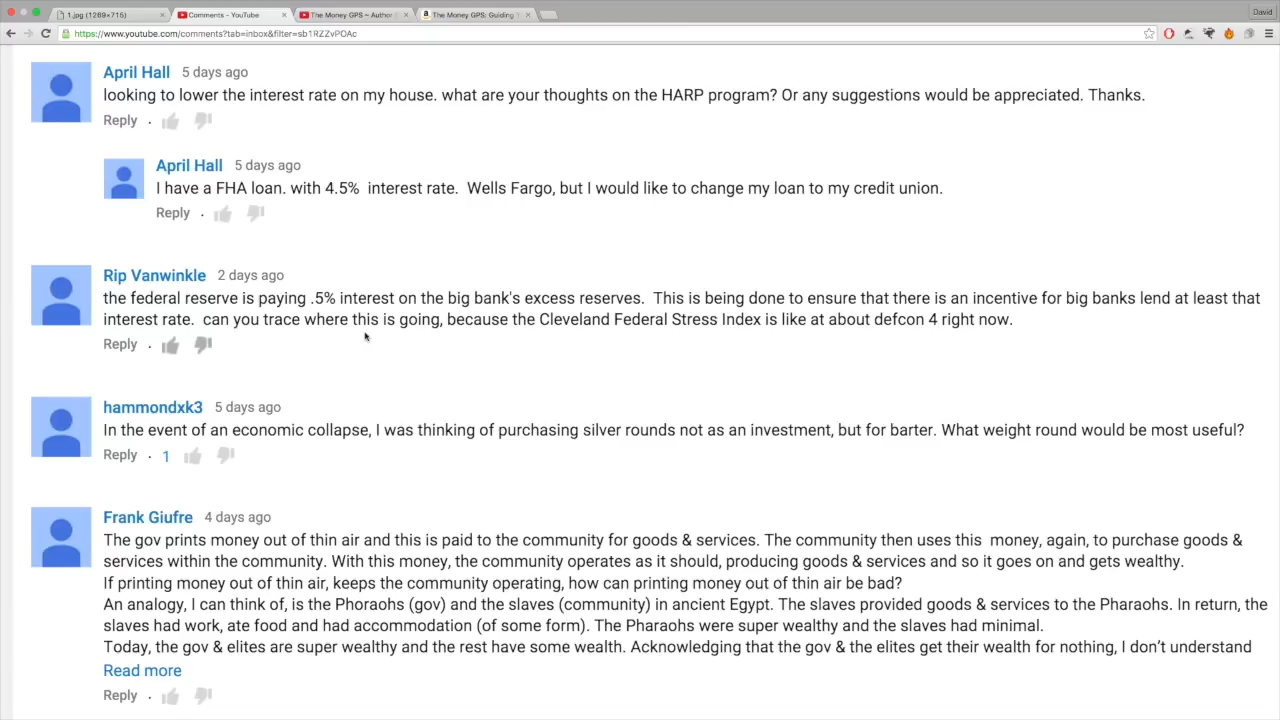 1.jpg (1269×715)
Comments - YouTube
The Money GPS – Author
The Money GPS: Guiding
David
https://www.youtube.com/comments?tab=inbox&filter=sb1RZZvPOAc
April Hall 5 days ago
looking to lower the interest rate on my house. what are your thoughts on the HARP program? Or any suggestions would be appreciated. Thanks.
Reply .
April Hall 5 days ago
I have a FHA loan. with 4.5% interest rate. Wells Fargo, but I would like to change my loan to my credit union.
Reply .
Rip Vanwinkle 2 days ago
the federal reserve is paying .5% interest on the big bank's excess reserves. This is being done to ensure that there is an incentive for big banks lend at least that
interest rate. can you trace where this is going, because the Cleveland Federal Stress Index is like at about defcon 4 right now.
Reply .
hammondxk3 5 days ago
In the event of an economic collapse, I was thinking of purchasing silver rounds not as an investment, but for barter. What weight round would be most useful?
Reply . 1
Frank Giufre 4 days ago
The gov prints money out of thin air and this is paid to the community for goods & services. The community then uses this money, again, to purchase goods &
services within the community. With this money, the community operates as it should, producing goods & services and so it goes on and gets wealthy.
If printing money out of thin air, keeps the community operating, how can printing money out of thin air be bad?
An analogy, I can think of, is the Phoraohs (gov) and the slaves (community) in ancient Egypt. The slaves provided goods & services to the Pharaohs. In return, the
slaves had work, ate food and had accommodation (of some form). The Pharaohs were super wealthy and the slaves had minimal.
Today, the gov & elites are super wealthy and the rest have some wealth. Acknowledging that the gov & the elites get their wealth for nothing, I don't understand
Read more
Reply .